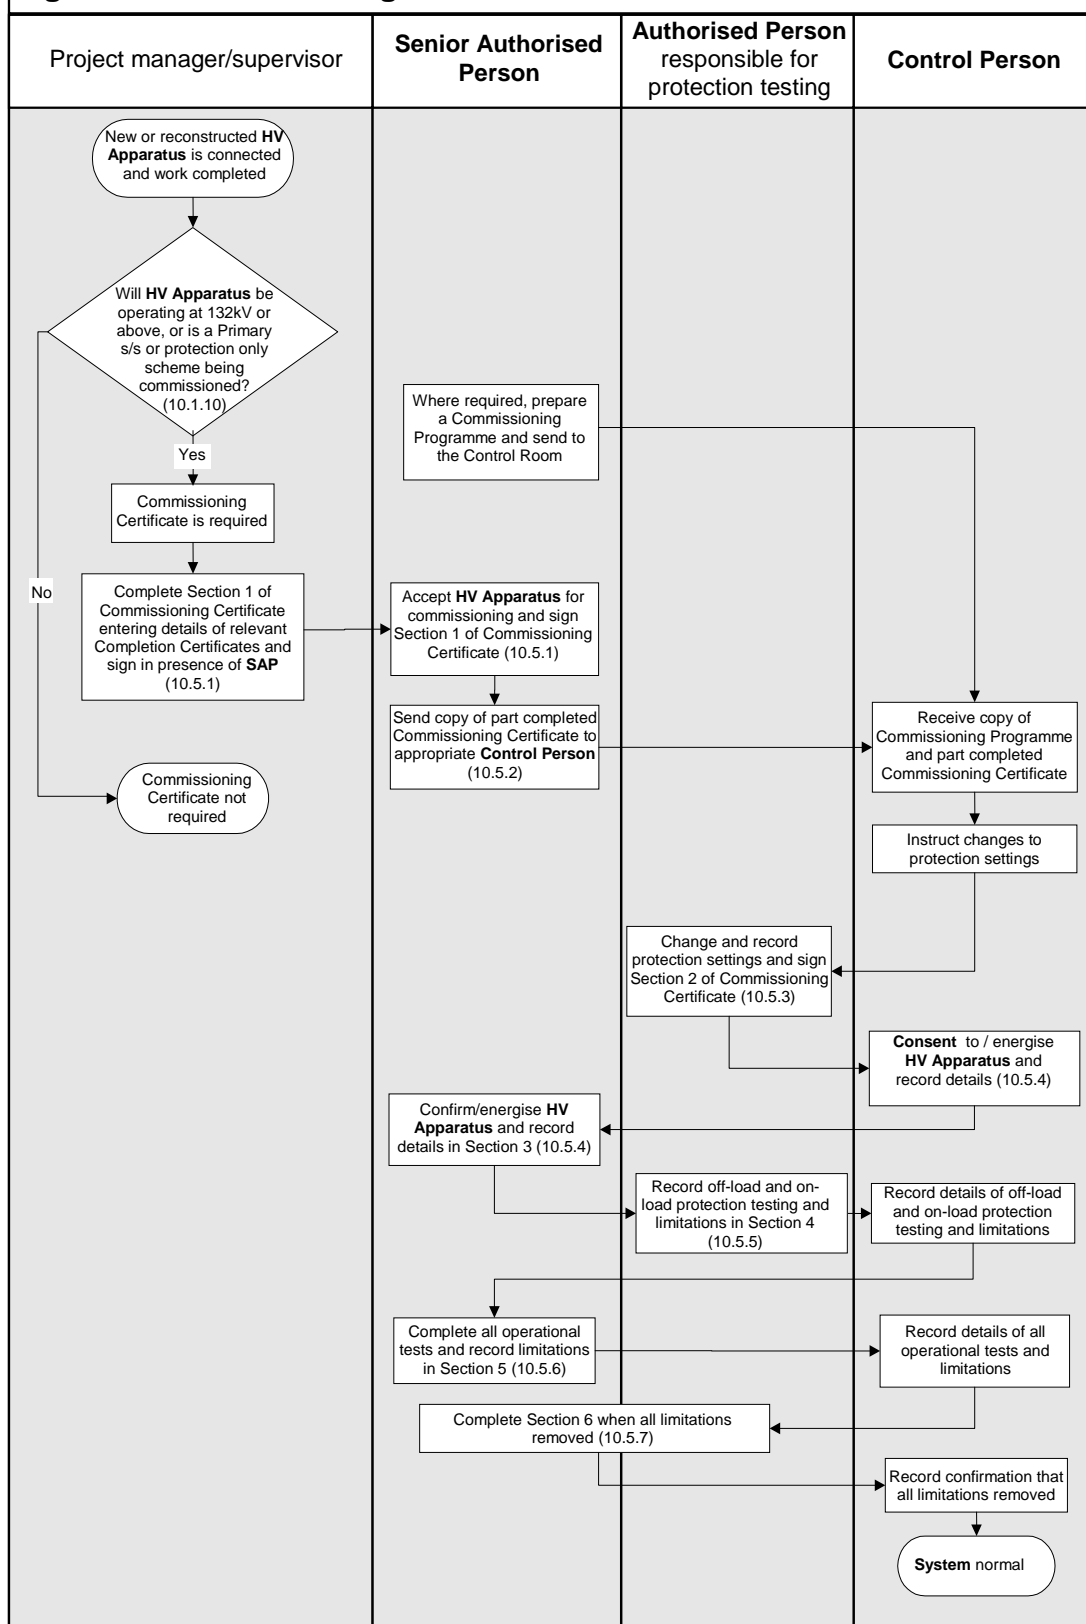 Project manager/supervisor
Senior Authorised
Person
Authorised Person
responsible for
protection testing
Control Person
New or reconstructed HV
Apparatus is connected
and work completed
Will HV Apparatus be
operating at 132kV or
above, or is a Primary
s/s or protection only
scheme being
commissioned?
(10.1.10)
Where required, prepare
a Commissioning
Programme and send to
the Control Room
Yes
Commissioning
Certificate is required
No
Complete Section 1 of
Commissioning Certificate
entering details of relevant
Completion Certificates and
sign in presence of SAP
(10.5.1)
Accept HV Apparatus for
commissioning and sign
Section 1 of Commissioning
Certificate (10.5.1)
Send copy of part completed
Commissioning Certificate to
appropriate Control Person
(10.5.2)
Receive copy of
Commissioning Programme
and part completed
Commissioning Certificate
Commissioning
Certificate not
required
Instruct changes to
protection settings
Change and record
protection settings and sign
Section 2 of Commissioning
Certificate (10.5.3)
Consent to / energise
HV Apparatus and
record details (10.5.4)
Confirm/energise HV
Apparatus and record
details in Section 3 (10.5.4)
Record off-load and on-
load protection testing and
limitations in Section 4
(10.5.5)
Record details of off-load
and on-load protection
testing and limitations
Complete all operational
tests and record limitations
in Section 5 (10.5.6)
Record details of all
operational tests and
limitations
Complete Section 6 when all limitations
removed (10.5.7)
Record confirmation that
all limitations removed
System normal